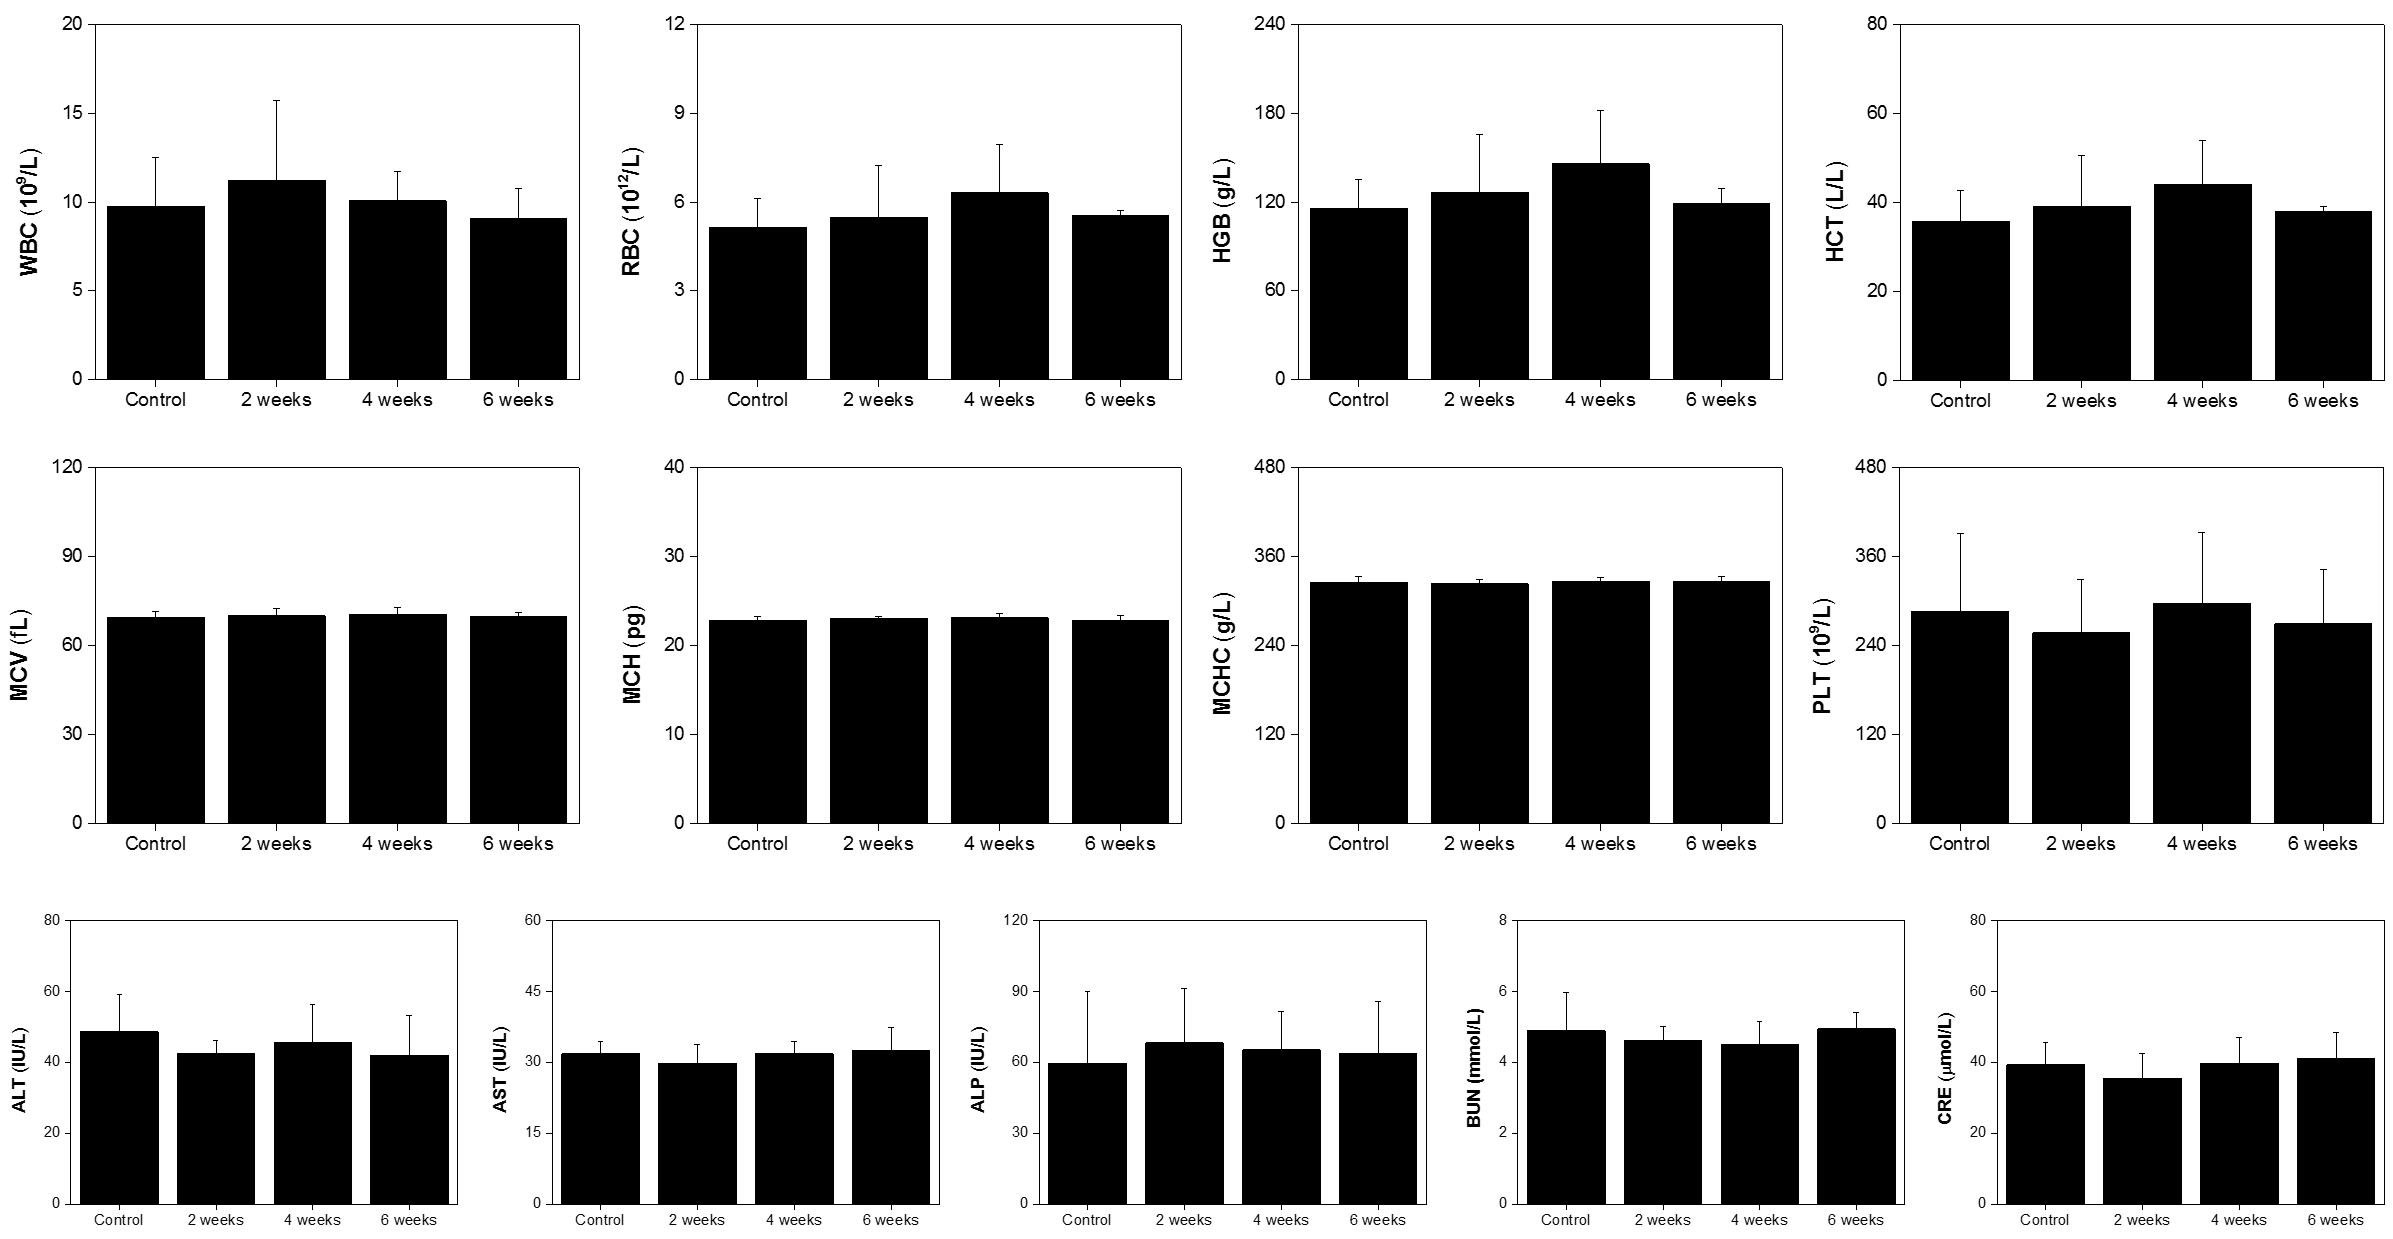 WBC (10⁹/L)
20
15
10
5
0
Control 2 weeks 4 weeks 6 weeks
RBC (10¹²/L)
12
9
6
3
0
Control 2 weeks 4 weeks 6 weeks
HGB (g/L)
240
180
120
60
0
Control 2 weeks 4 weeks 6 weeks
HCT (L/L)
80
60
40
20
0
Control 2 weeks 4 weeks 6 weeks
MCV (fL)
120
90
60
30
0
Control 2 weeks 4 weeks 6 weeks
MCH (pg)
40
30
20
10
0
Control 2 weeks 4 weeks 6 weeks
MCHC (g/L)
480
360
240
120
0
Control 2 weeks 4 weeks 6 weeks
PLT (10⁹/L)
480
360
240
120
0
Control 2 weeks 4 weeks 6 weeks
ALT (IU/L)
80
60
40
20
0
Control 2 weeks 4 weeks 6 weeks
AST (IU/L)
60
45
30
15
0
Control 2 weeks 4 weeks 6 weeks
ALP (IU/L)
120
90
60
30
0
Control 2 weeks 4 weeks 6 weeks
BUN (mmol/L)
8
6
4
2
0
Control 2 weeks 4 weeks 6 weeks
CRE (μmol/L)
80
60
40
20
0
Control 2 weeks 4 weeks 6 weeks